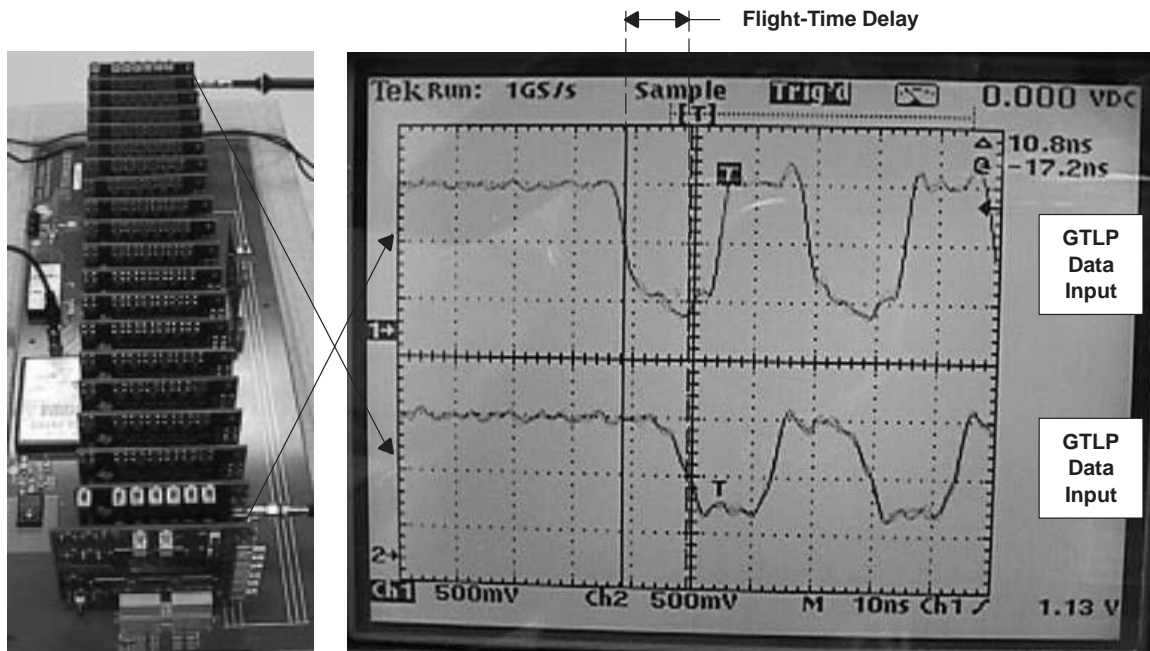 Flight-Time Delay
Tek Run: 1GS/s Sample Trig'd
0.000 VDC
[T]
Δ 10.8ns
@ -17.2ns
T
GTLP
Data
Input
1→
T
GTLP
Data
Input
2→
Ch1 500mV Ch2 500mV M 10ns Ch1 ∕ 1.13 V